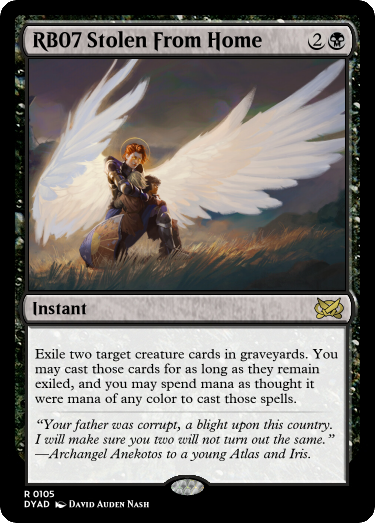 RB07 Stolen From Home 2
Instant
Exile two target creature cards in graveyards. You
may cast those cards for as long as they remain
exiled, and you may spend mana as thought it
were mana of any color to cast those spells.
“Your father was corrupt, a blight upon this country.
I will make sure you two will not turn out the same.”
—Archangel Anekotos to a young Atlas and Iris.
R 0105
DYAD David Auden Nash